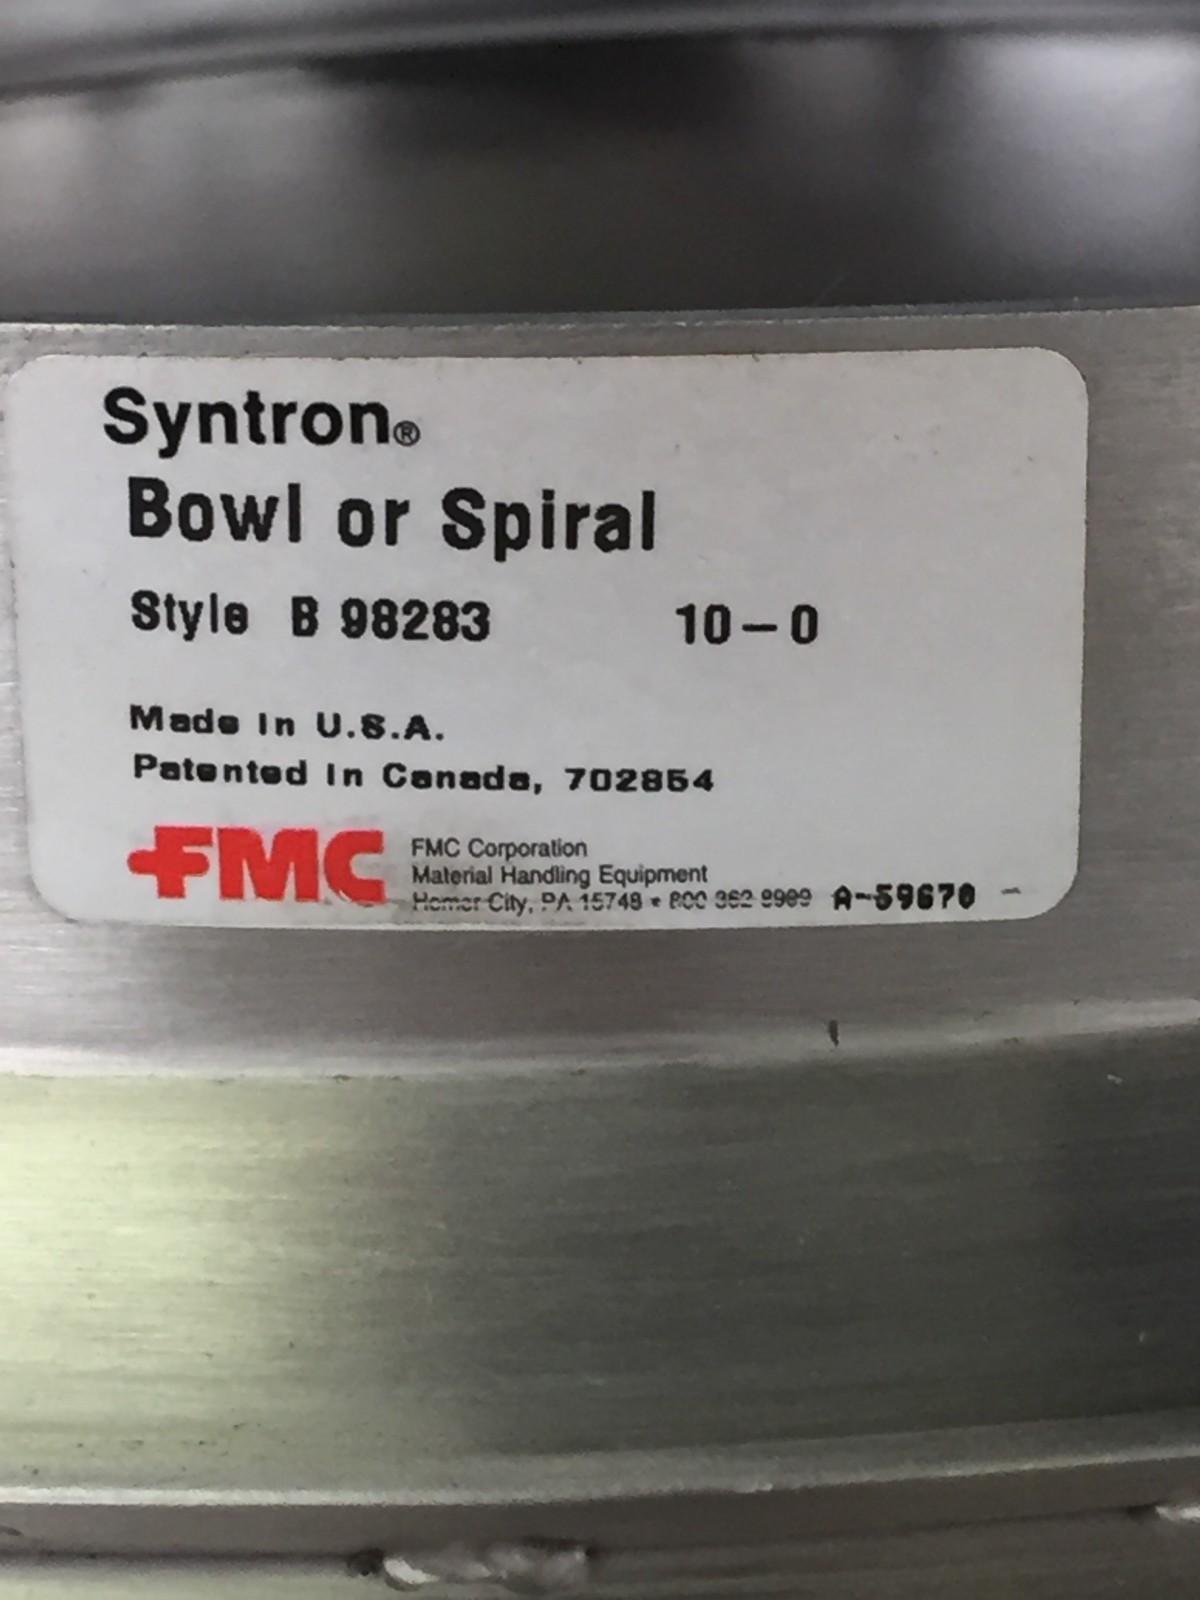 Syntron®
Bowl or Spiral
Style B 98283 10-0
Made in U.S.A.
Patented in Canada, 702854
FMC FMC Corporation
Material Handling Equipment
Homer City, PA 15748 • 800 362 9909 A-59670